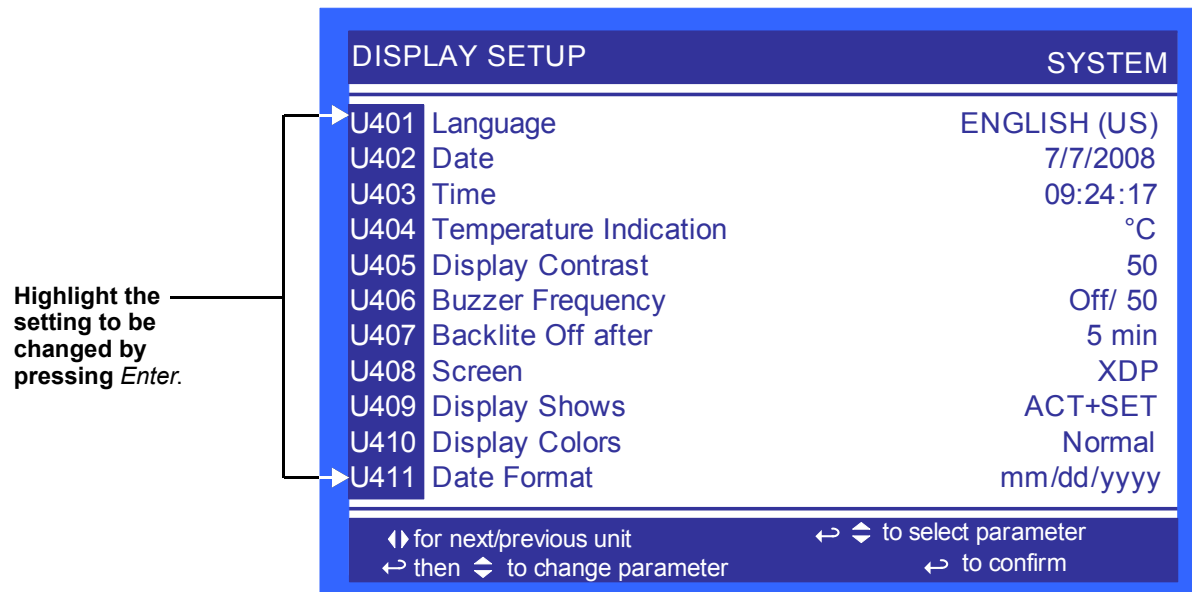 DISPLAY SETUP SYSTEM
U401 Language ENGLISH (US)
U402 Date 7/7/2008
U403 Time 09:24:17
U404 Temperature Indication °C
U405 Display Contrast 50
U406 Buzzer Frequency Off/ 50
U407 Backlite Off after 5 min
U408 Screen XDP
U409 Display Shows ACT+SET
U410 Display Colors Normal
U411 Date Format mm/dd/yyyy
for next/previous unit ↵ to select parameter
↵ then to change parameter ↵ to confirm
Highlight the
setting to be
changed by
pressing Enter.